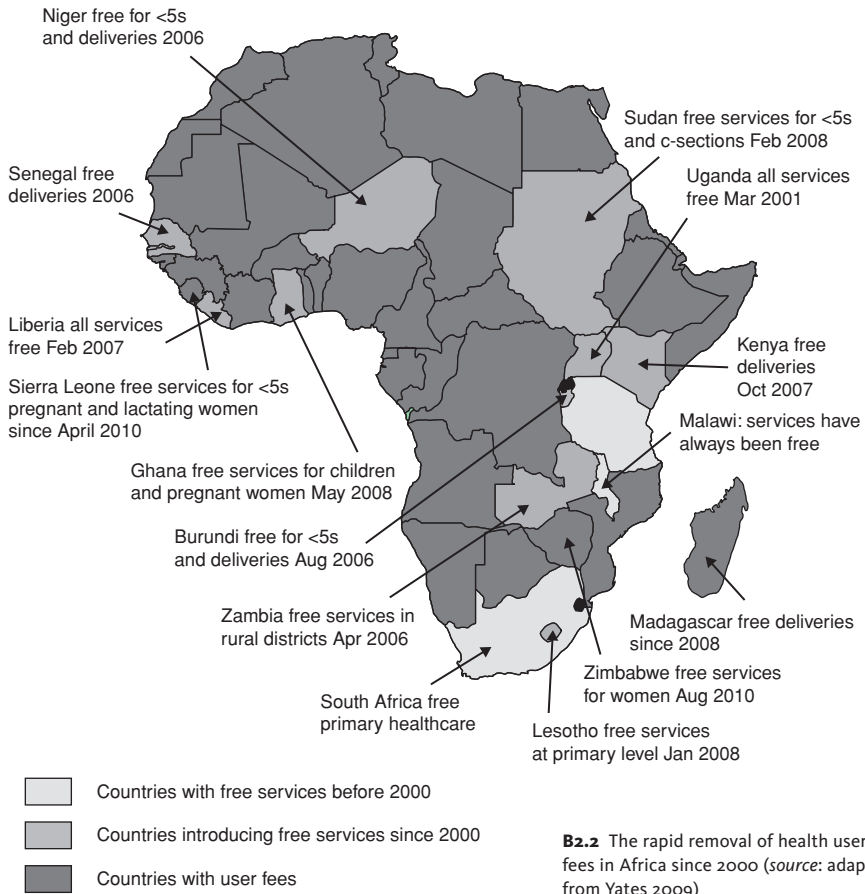 Niger free for <5s
and deliveries 2006
Sudan free services for <5s
and c-sections Feb 2008
Senegal free
deliveries 2006
Uganda all services
free Mar 2001
Liberia all services
free Feb 2007
Kenya free
deliveries
Oct 2007
Sierra Leone free services for <5s
pregnant and lactating women
since April 2010
Malawi: services have
always been free
Ghana free services for children
and pregnant women May 2008
Burundi free for <5s
and deliveries Aug 2006
Zambia free services in
rural districts Apr 2006
Madagascar free deliveries
since 2008
Zimbabwe free services
for women Aug 2010
South Africa free
primary healthcare
Lesotho free services
at primary level Jan 2008
Countries with free services before 2000
Countries introducing free services since 2000
Countries with user fees
B2.2 The rapid removal of health user
fees in Africa since 2000 (source: adap
from Yates 2009)